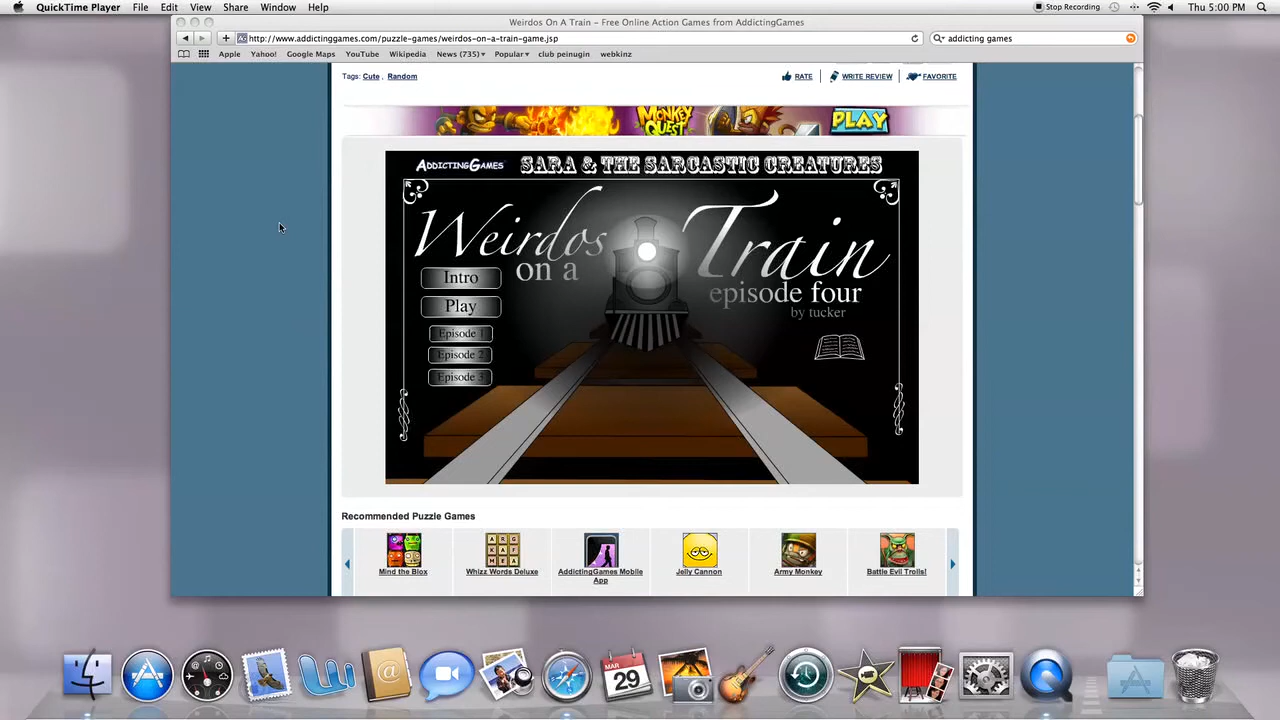 QuickTime Player File Edit View Window Help Stop Recording Thu 5:00 PM
Weirdos On A Train – Free Online Action Games from AddictingGames
http://www.addictinggames.com/puzzle-games/weirdos-on-a-train-game.jsp addicting games
Apple Yahoo! Google Maps YouTube Wikipedia News (735) Popular club peinugin webkinz
Tags: Cute , Random RATE WRITE REVIEW FAVORITE
MONKEY QUEST PLAY
ADDICTINGGAMES SARA & THE SARCASTIC CREATURES
Weirdos on a Train
episode four
by tucker
Intro
Play
Episode 1
Episode 2
Episode 3
Recommended Puzzle Games
ARG
KAF
MEA
Mind the Blox Whizz Words Deluxe AddictingGames Mobile App Jelly Cannon Army Monkey Battle Evil Trolls!
MAR
29